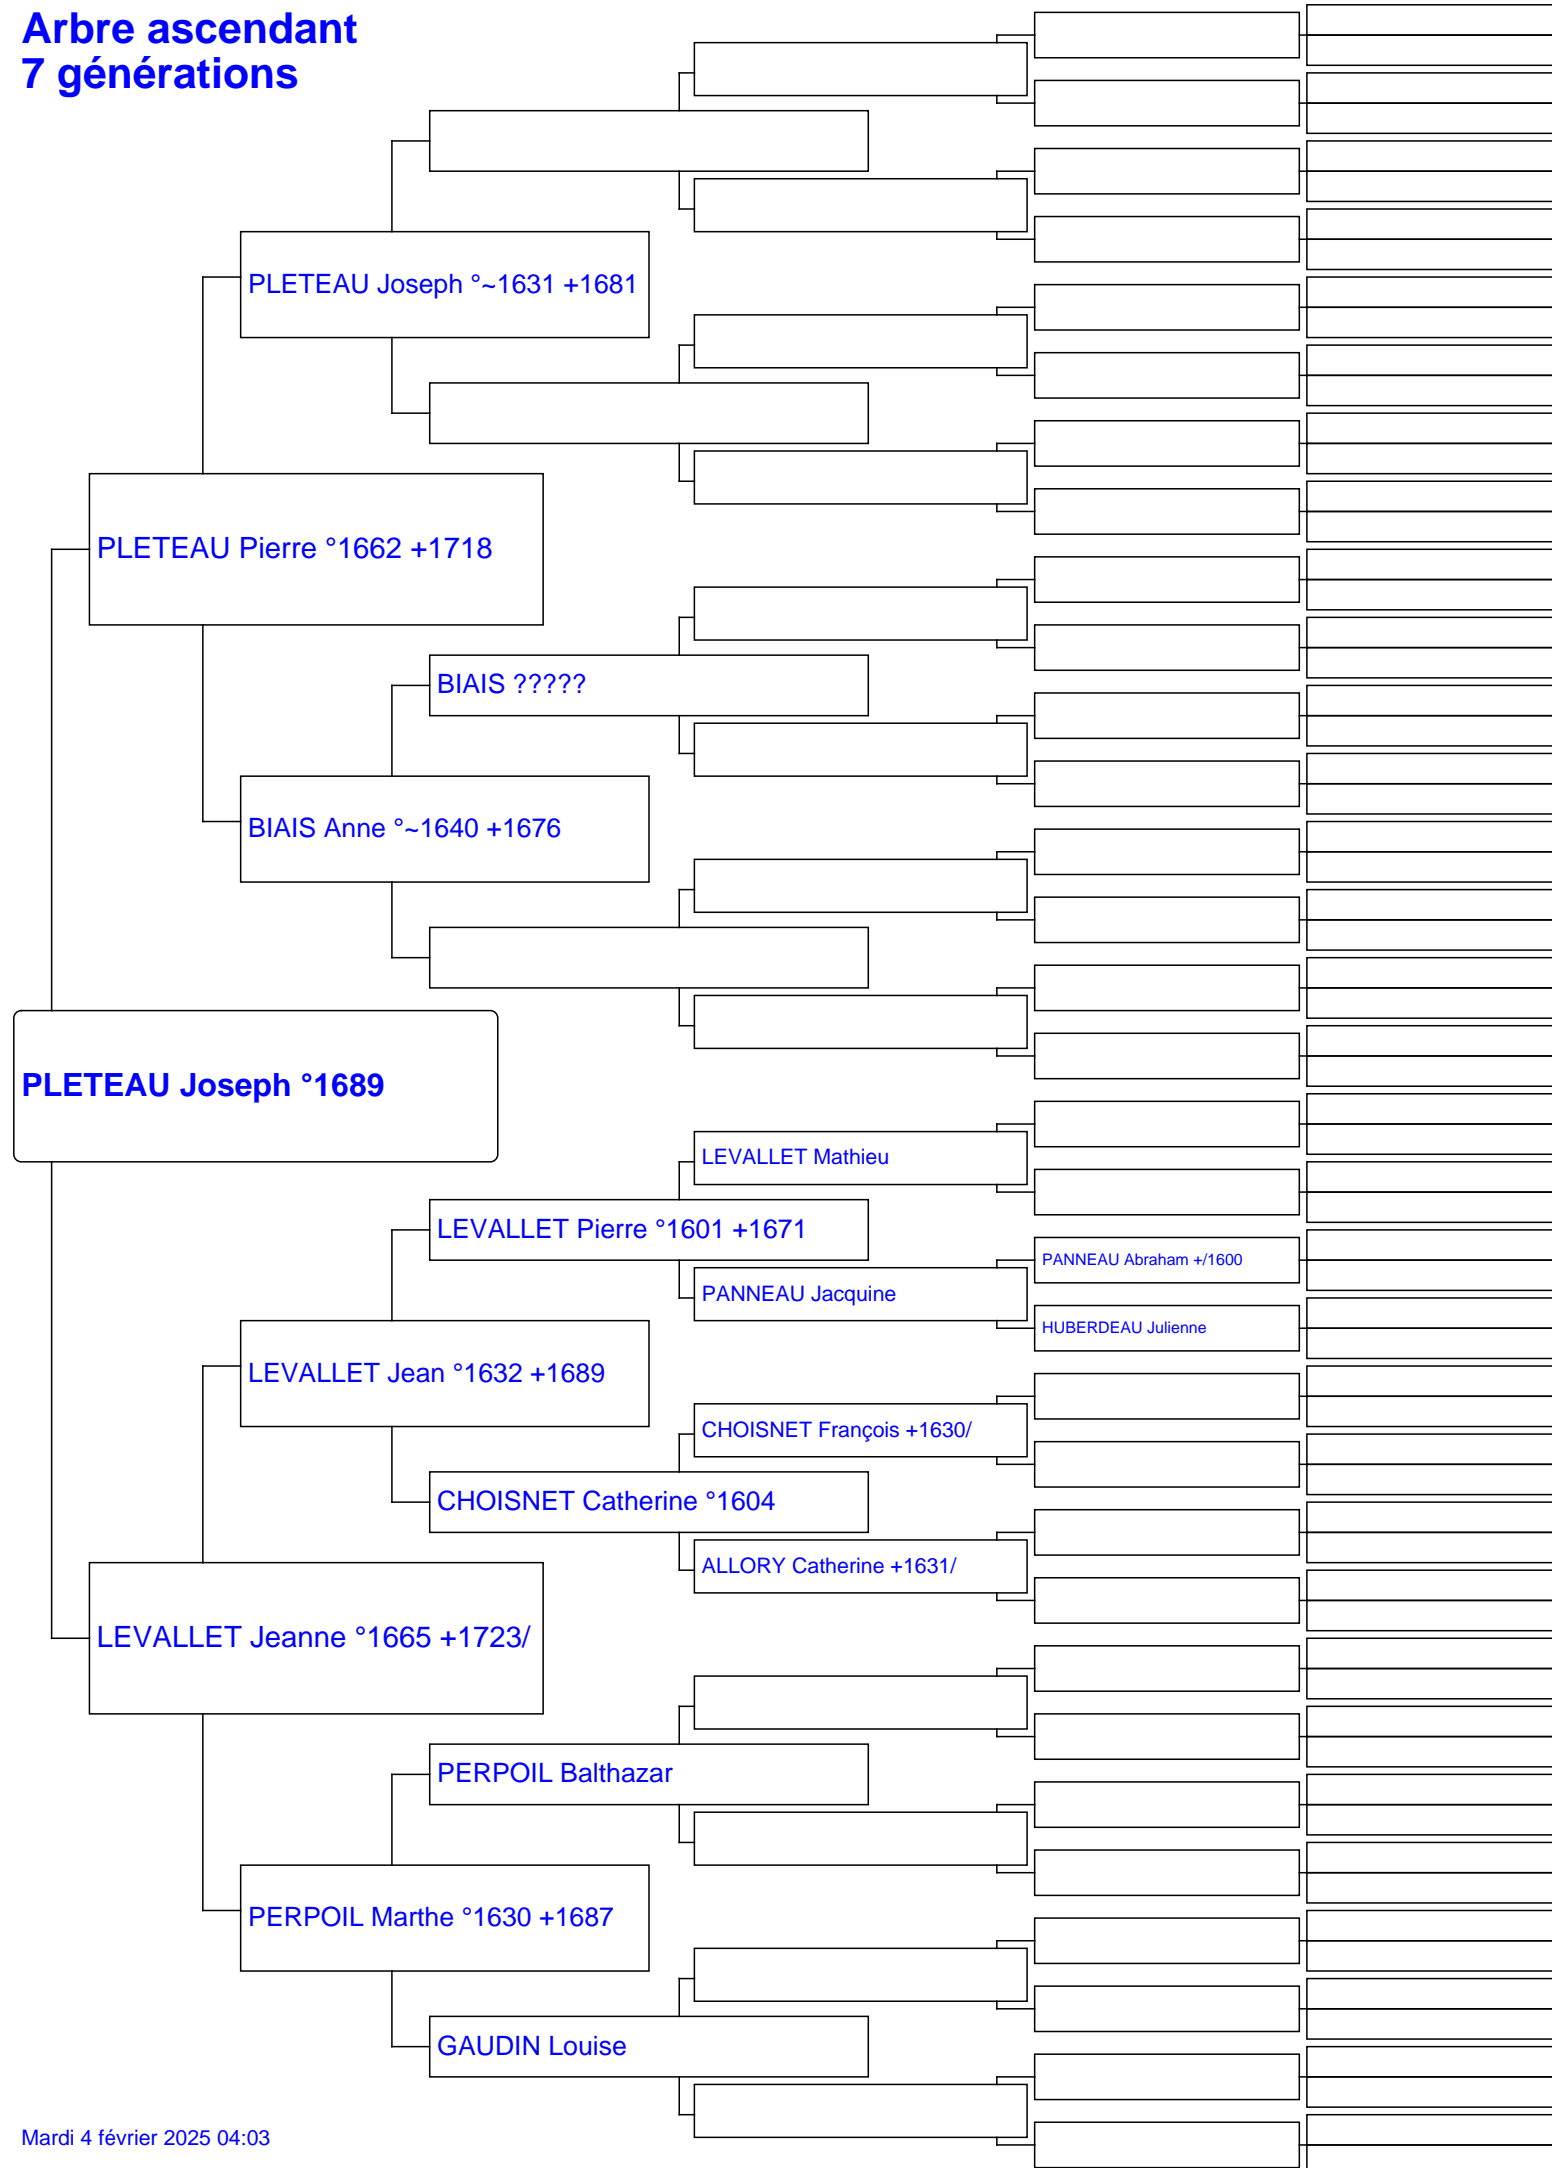 Arbre ascendant
7 générations
PLETEAU Joseph °~1631 +1681
PLETEAU Pierre °1662 +1718
BIAIS ?????
BIAIS Anne °~1640 +1676
PLETEAU Joseph °1689
LEVALLET Mathieu
LEVALLET Pierre °1601 +1671
PANNEAU Abraham +/1600
PANNEAU Jacquine
HUBERDEAU Julienne
LEVALLET Jean °1632 +1689
CHOISNET François +1630/
CHOISNET Catherine °1604
ALLORY Catherine +1631/
LEVALLET Jeanne °1665 +1723/
PERPOIL Balthazar
PERPOIL Marthe °1630 +1687
GAUDIN Louise
Mardi 4 février 2025 04:03